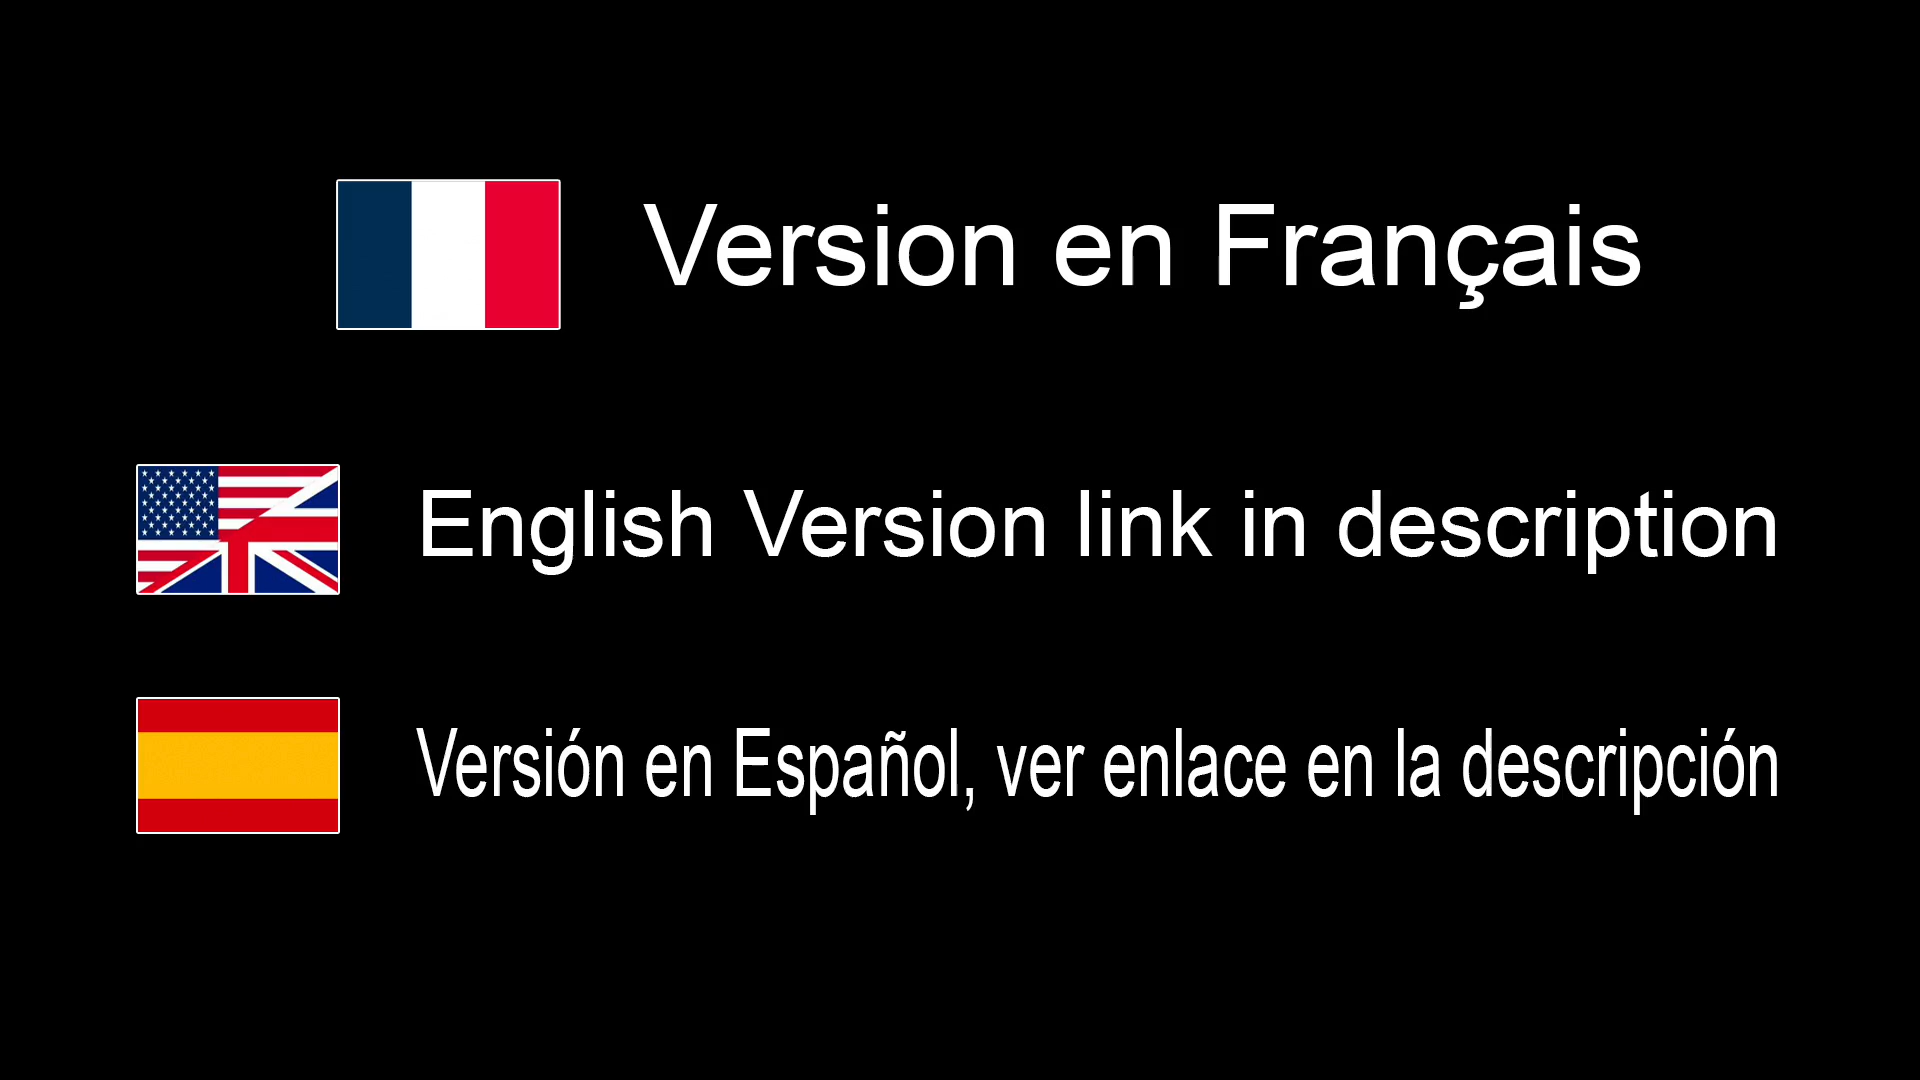 Version en Français
English Version link in description
Versión en Español, ver enlace en la descripción